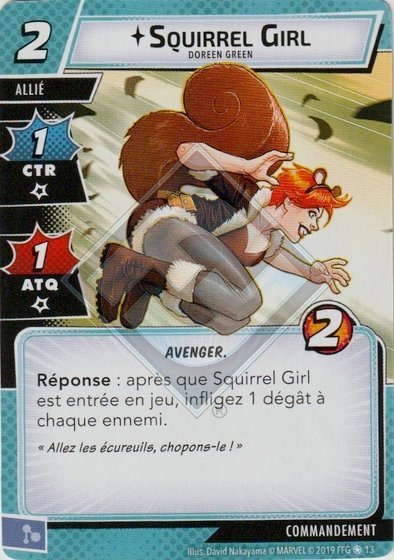 2
SQUIRREL GIRL
DOREEN GREEN
ALLIÉ
1
CTR
1
ATQ
2
AVENGER.
Réponse : après que Squirrel Girl
est entrée en jeu, infligez 1 dégât à
chaque ennemi.
« Allez les écureuils, chopons-le ! »
®
COMMANDEMENT
Illus. David Nakayama © MARVEL © 2019 FFG 13